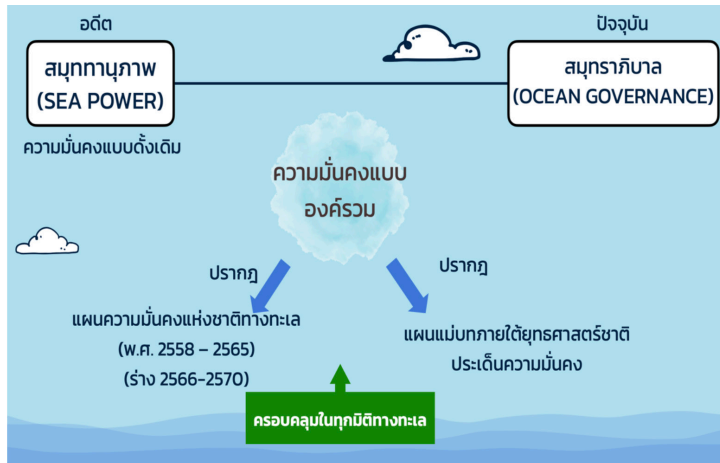 อดีต
ปัจจุบัน
สมุททานุภาพ
(SEA POWER)
สมุทราภิบาล
(OCEAN GOVERNANCE)
ความมั่นคงแบบดั้งเดิม
ความมั่นคงแบบ
องค์รวม
ปรากฎ
ปรากฎ
แผนความมั่นคงแห่งชาติทางทะเล
(พ.ศ. 2558 – 2565)
(ร่าง 2566-2570)
แผนแม่บทภายใต้ยุทธศาสตร์ชาติ
ประเด็นความมั่นคง
ครอบคลุมในทุกมิติทางทะเล